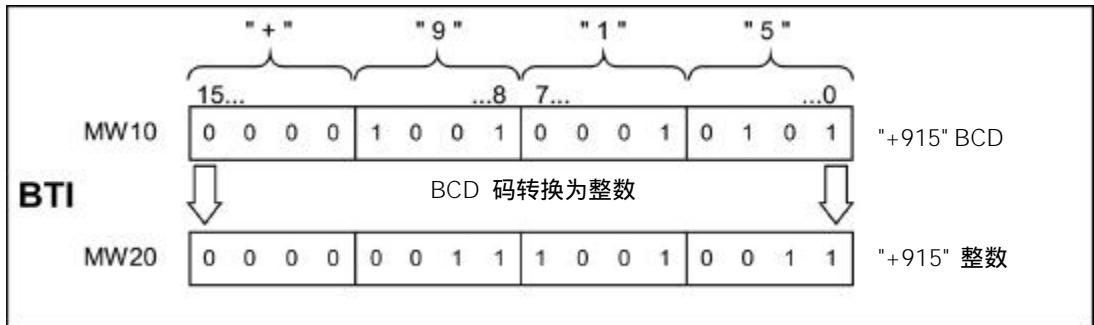 "+" "9" "1" "5"
15... ...8 7... ...0
MW10 0 0 0 0 1 0 0 1 0 0 0 1 0 1 0 1 "+915" BCD
BTI BCD 码转换为整数
MW20 0 0 0 0 0 0 1 1 1 0 0 1 0 0 1 1 "+915" 整数